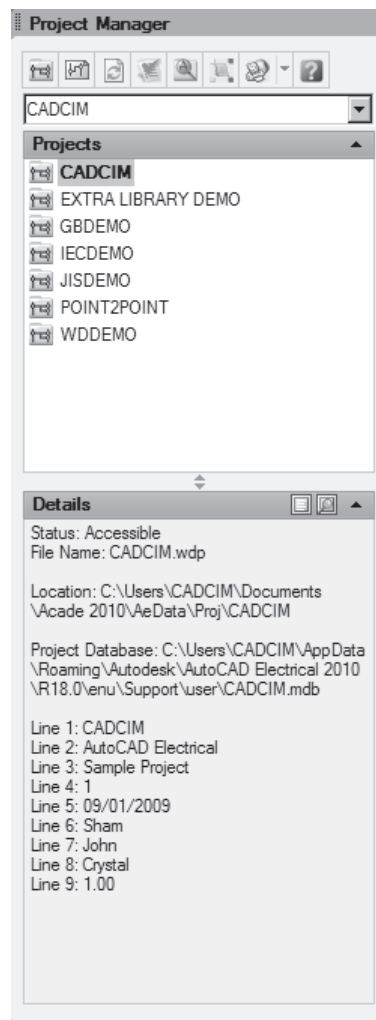 Project Manager
CADCIM
Projects
CADCIM
EXTRA LIBRARY DEMO
GBDEMO
IECDEMO
JISDEMO
POINT2POINT
WDDEMO
Details
Status: Accessible
File Name: CADCIM.wdp
Location: C:\Users\CADCIM\Documents
\Acade 2010\AeData\Proj\CADCIM
Project Database: C:\Users\CADCIM\AppData
\Roaming\Autodesk\AutoCAD Electrical 2010
\R18.0\enu\Support\user\CADCIM.mdb
Line 1: CADCIM
Line 2: AutoCAD Electrical
Line 3: Sample Project
Line 4: 1
Line 5: 09/01/2009
Line 6: Sham
Line 7: John
Line 8: Crystal
Line 9: 1.00